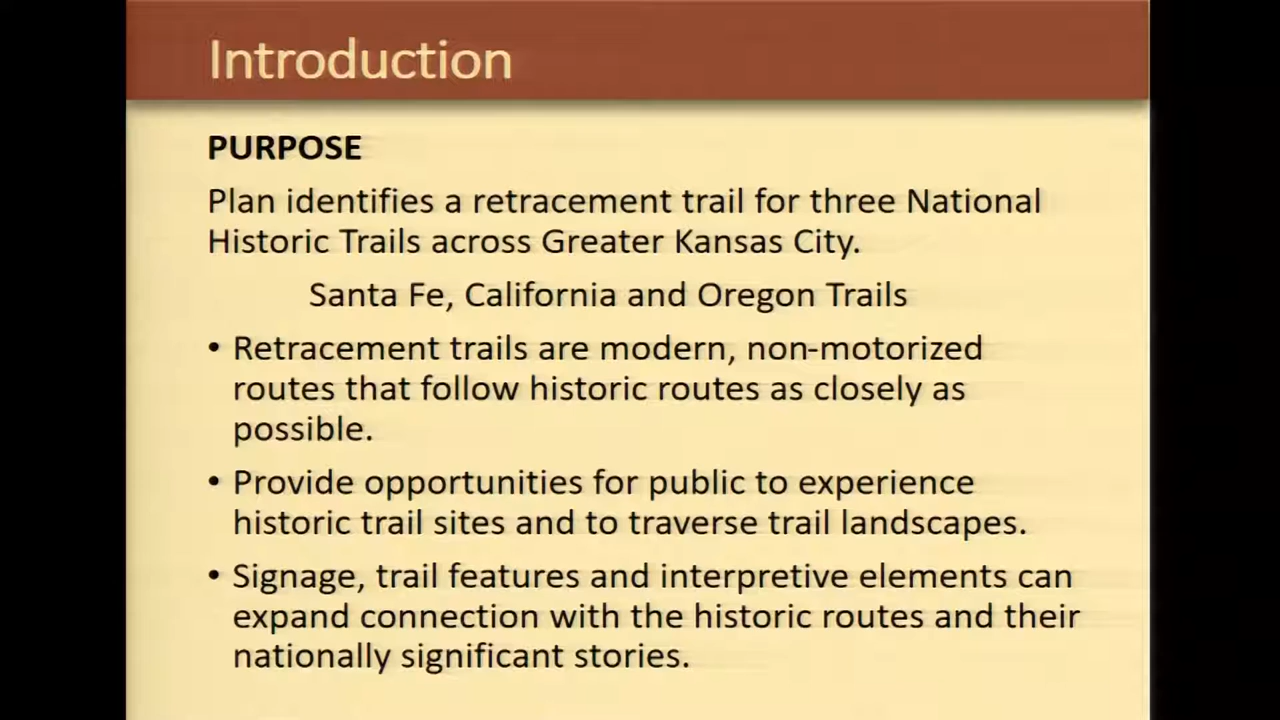 Introduction
PURPOSE
Plan identifies a retracement trail for three National
Historic Trails across Greater Kansas City.
Santa Fe, California and Oregon Trails
• Retracement trails are modern, non-motorized
routes that follow historic routes as closely as
possible.
• Provide opportunities for public to experience
historic trail sites and to traverse trail landscapes.
• Signage, trail features and interpretive elements can
expand connection with the historic routes and their
nationally significant stories.